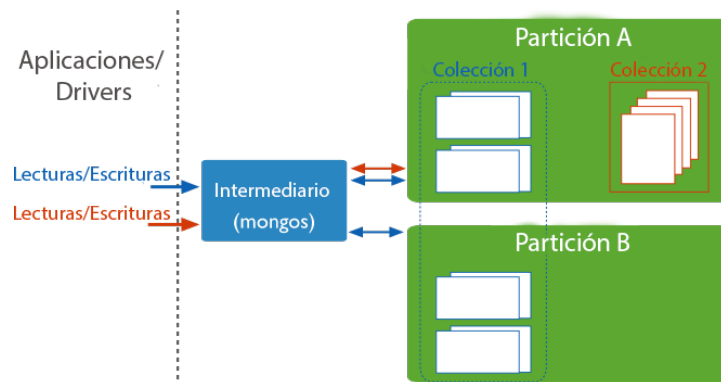 Aplicaciones/
Drivers
Lecturas/Escrituras
Lecturas/Escrituras
Intermediario
(mongos)
Partición A
Colección 1
Colección 2
Partición B